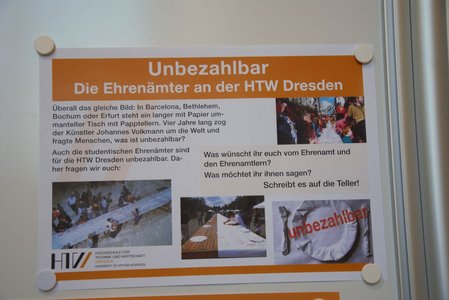 Unbezahlbar
Die Ehrenämter an der HTW Dresden
Überall das gleiche Bild: In Barcelona, Bethlehem,
Bochum oder Erfurt steht ein langer mit Papier um-
mantelter Tisch mit Papptellern. Vier Jahre lang zog
der Künstler Johannes Volkmann um die Welt und
fragte Menschen, was ist unbezahlbar?
Auch die studentischen Ehrenämter sind
für die HTW Dresden unbezahlbar. Da-
her fragen wir euch:
Was wünscht ihr euch vom Ehrenamt und
den Ehrenamtlern?
Was möchtet ihr ihnen sagen?
Schreibt es auf die Teller!
unbezahlbar
HTW
HOCHSCHULE FÜR
TECHNIK UND WIRTSCHAFT
DRESDEN
UNIVERSITY OF APPLIED SCIENCES